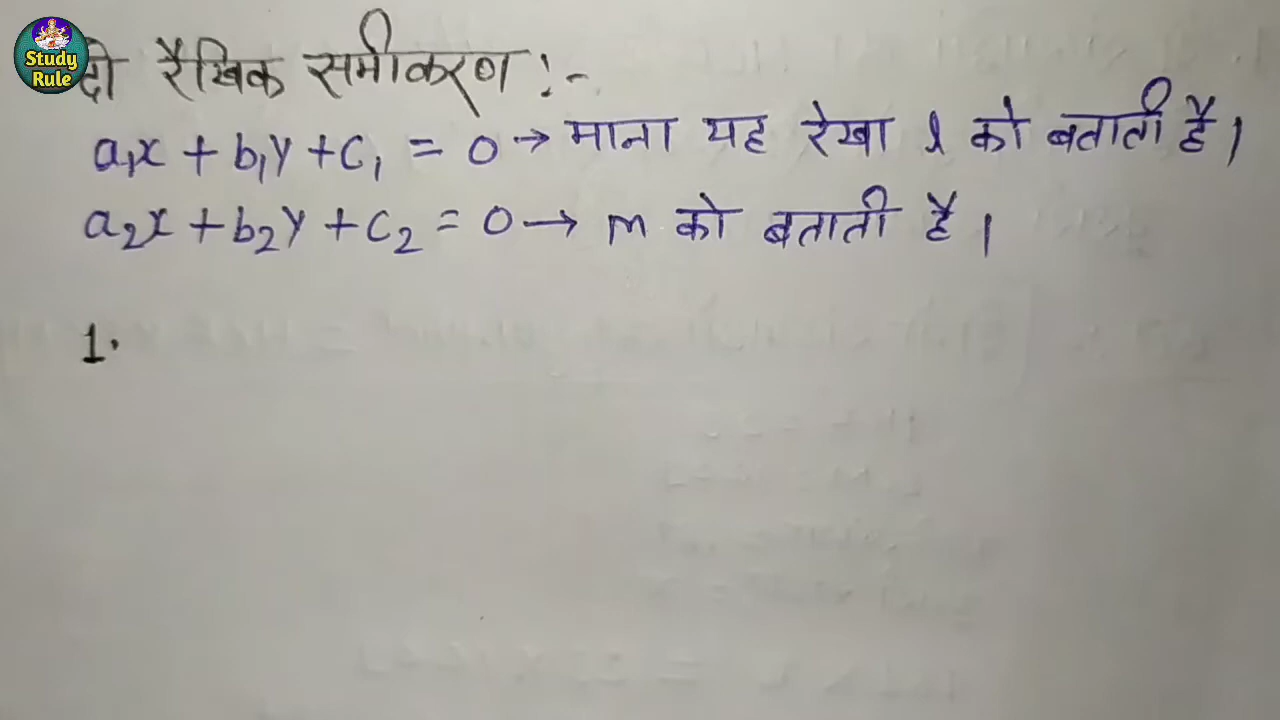 Study
Rule
दो रैखिक समीकरण :-
a₁x + b₁y + c₁ = 0 → माना यह रेखा l को बताती है।
a₂x + b₂y + c₂ = 0 → m को बताती है।
1.